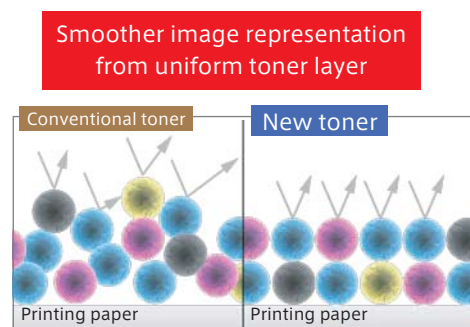 Smoother image representation
from uniform toner layer
Conventional toner
New toner
Printing paper
Printing paper